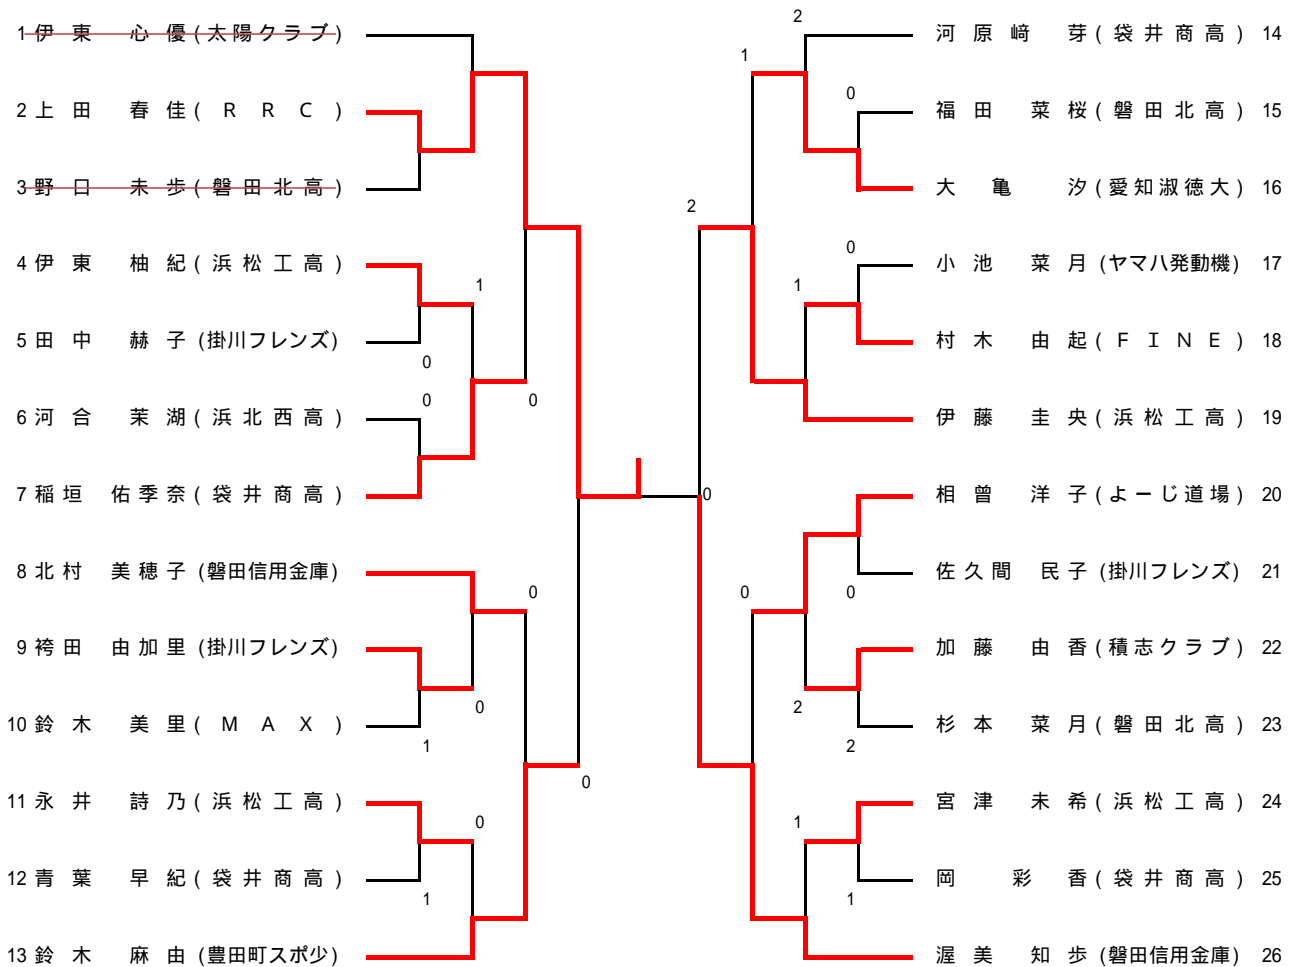 1 伊東 心優 (太陽クラブ)
2 上田 春佳 (RRC)
3 野口 未歩 (磐田北高)
4 伊東 柚紀 (浜松工高)
1
5 田中 赫子 (掛川フレンズ)
0
0
6 河合 茉湖 (浜北西高)
0
7 稲垣 佑季奈 (袋井商高)
8 北村 美穂子 (磐田信用金庫)
0
9 袴田 由加里 (掛川フレンズ)
0
10 鈴木 美里 (MAX)
1
0
11 永井 詩乃 (浜松工高)
0
12 青葉 早紀 (袋井商高)
1
13 鈴木 麻由 (豊田町スポ少)
2
河原﨑 芽 (袋井商高) 14
1
0
福田 菜桜 (磐田北高) 15
大亀 汐 (愛知淑徳大) 16
2
0
小池 菜月 (ヤマハ発動機) 17
1
村木 由起 (FINE) 18
伊藤 圭央 (浜松工高) 19
0
相曽 洋子 (よーじ道場) 20
佐久間 民子 (掛川フレンズ) 21
0
0
加藤 由香 (積志クラブ) 22
2
杉本 菜月 (磐田北高) 23
2
宮津 未希 (浜松工高) 24
1
岡 彩香 (袋井商高) 25
1
渥美 知歩 (磐田信用金庫) 26